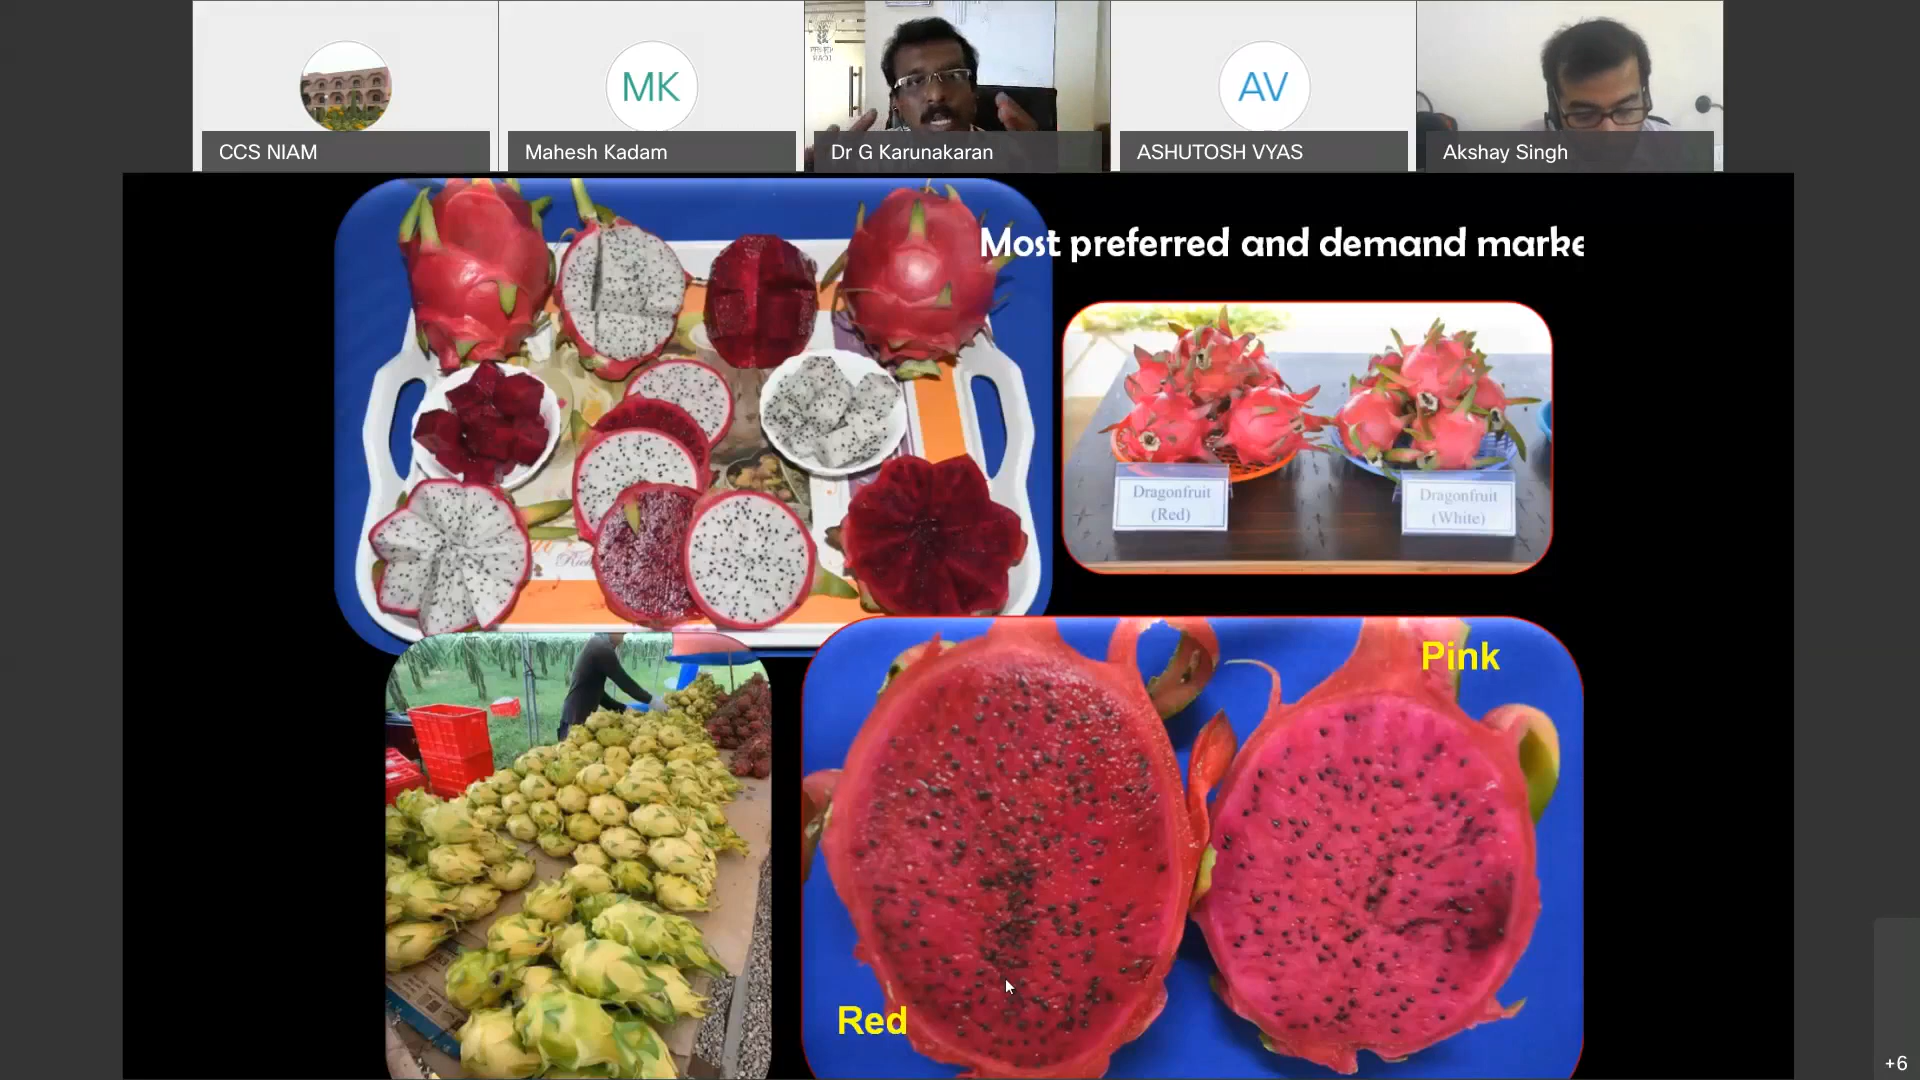 CCS NIAM
MK
Mahesh Kadam
Dr G Karunakaran
AV
ASHUTOSH VYAS
Akshay Singh
Most preferred and demand marke
Dragonfruit
(Red)
Dragonfruit
(White)
Pink
Red
+6